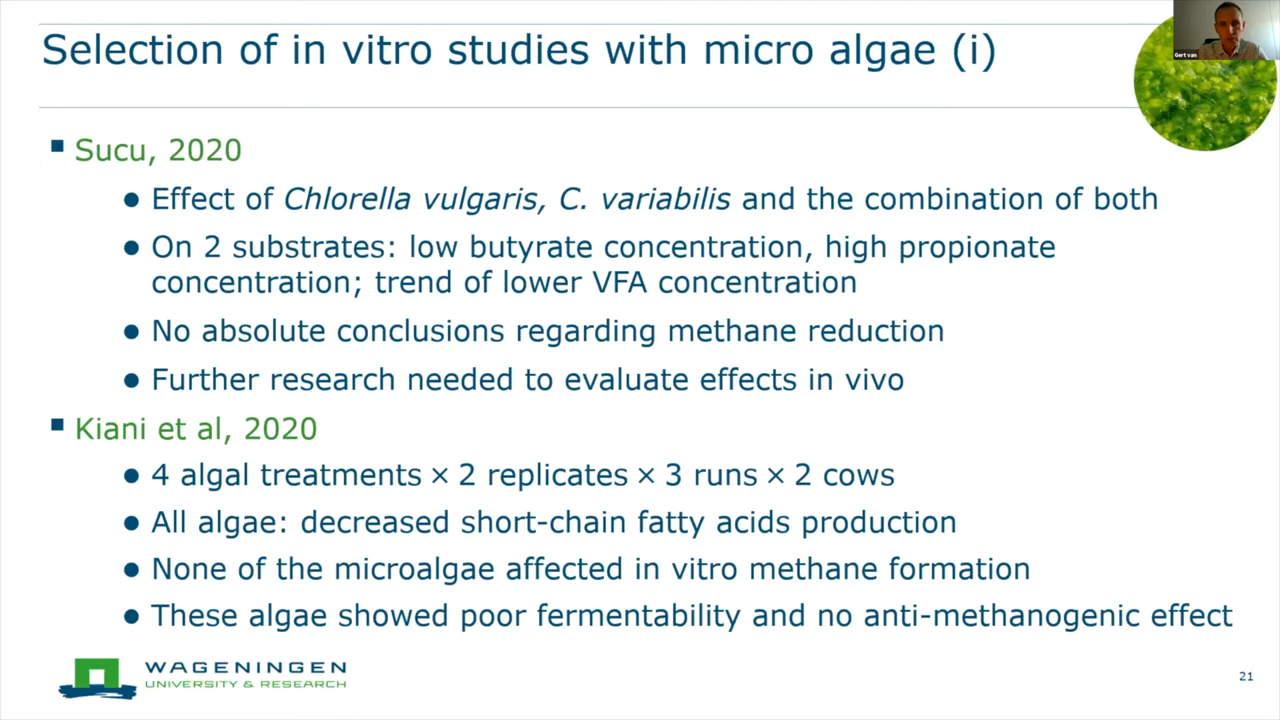 Selection of in vitro studies with micro algae (i)
Gert van
▪ Sucu, 2020
● Effect of Chlorella vulgaris, C. variabilis and the combination of both
● On 2 substrates: low butyrate concentration, high propionate
concentration; trend of lower VFA concentration
● No absolute conclusions regarding methane reduction
● Further research needed to evaluate effects in vivo
▪ Kiani et al, 2020
● 4 algal treatments × 2 replicates × 3 runs × 2 cows
● All algae: decreased short-chain fatty acids production
● None of the microalgae affected in vitro methane formation
● These algae showed poor fermentability and no anti-methanogenic effect
WAGENINGEN
UNIVERSITY & RESEARCH
21